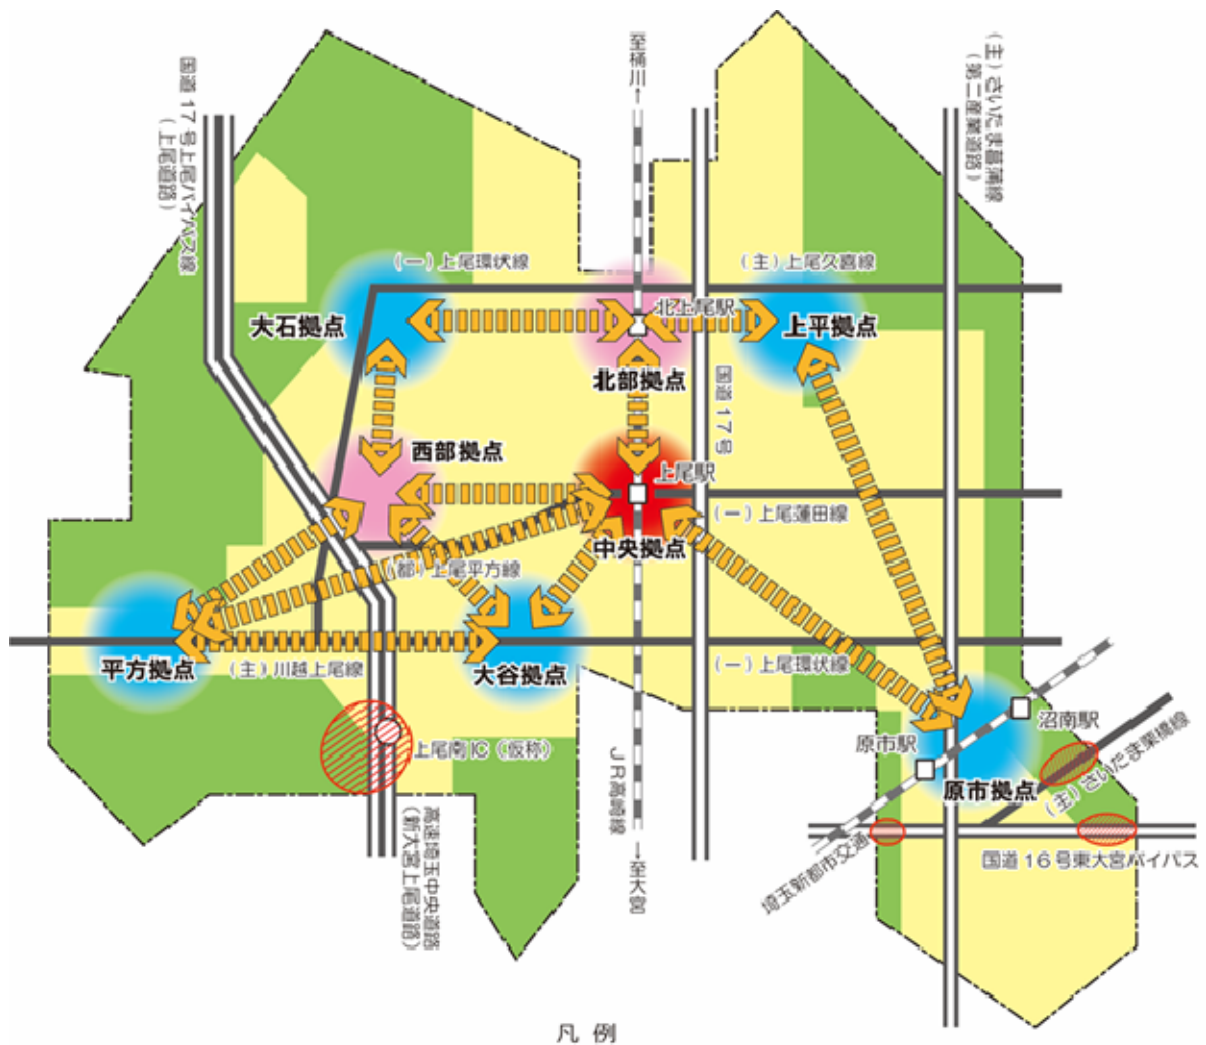 至桶川→
(主)さいたま菖蒲線
(第二産業道路)
国道17号上尾バイパス線
(上尾道路)
(一)上尾環状線
(主)上尾久喜線
北上尾駅
大石拠点
上平拠点
北部拠点
国道17号
西部拠点
上尾駅
(一)上尾蓮田線
中央拠点
(都)上尾平方線
平方拠点
(主)川越上尾線
大谷拠点
(一)上尾環状線
沼南駅
原市駅
上尾南IC(仮称)
JR高崎線
原市拠点
(主)さいたま栗橋線
高速埼玉中央道路
(新大宮上尾道路)
→至大宮
埼玉新都市交通
国道16号東大宮バイパス
凡例